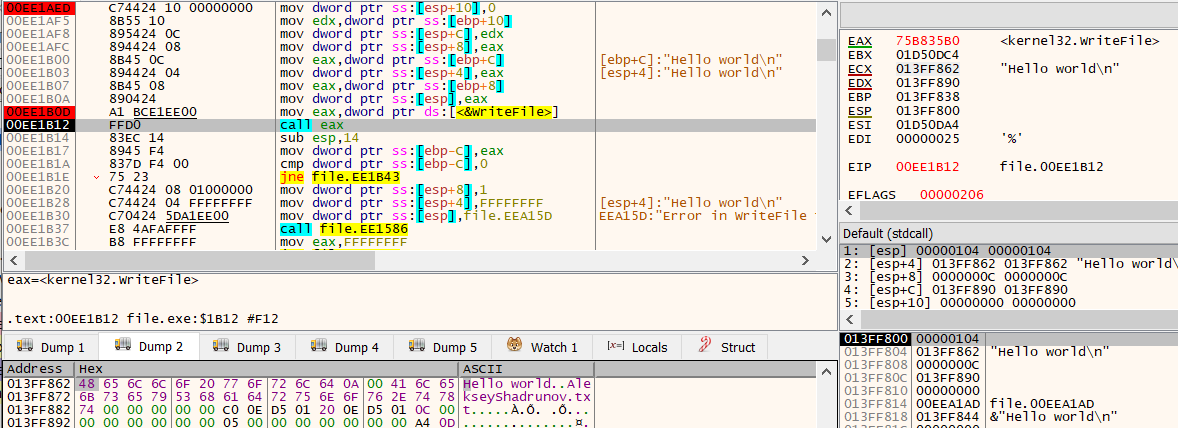 00EE1AED C74424 10 00000000 mov dword ptr ss:[esp+10],0
00EE1AF5 8B55 10 mov edx,dword ptr ss:[ebp+10]
00EE1AF8 895424 0C mov dword ptr ss:[esp+C],edx
00EE1AFC 894424 08 mov dword ptr ss:[esp+8],eax
00EE1B00 8B45 0C mov eax,dword ptr ss:[ebp+C] [ebp+C]:"Hello world\n"
00EE1B03 894424 04 mov dword ptr ss:[esp+4],eax [esp+4]:"Hello world\n"
00EE1B07 8B45 08 mov eax,dword ptr ss:[ebp+8]
00EE1B0A 890424 mov dword ptr ss:[esp],eax
00EE1B0D A1 BCE1EE00 mov eax,dword ptr ds:[<&WriteFile>]
00EE1B12 FFD0 call eax
00EE1B14 83EC 14 sub esp,14
00EE1B17 8945 F4 mov dword ptr ss:[ebp-C],eax
00EE1B1A 837D F4 00 cmp dword ptr ss:[ebp-C],0
00EE1B1E 75 23 jne file.EE1B43
00EE1B20 C74424 08 01000000 mov dword ptr ss:[esp+8],1
00EE1B28 C74424 04 FFFFFFFF mov dword ptr ss:[esp+4],FFFFFFFF [esp+4]:"Hello world\n"
00EE1B30 C70424 5DA1EE00 mov dword ptr ss:[esp],file.EEA15D EEA15D:"Error in WriteFile
00EE1B37 E8 4AFAFFFF call file.EE1586
00EE1B3C B8 FFFFFFFF mov eax,FFFFFFFF
eax=<kernel32.WriteFile>
.text:00EE1B12 file.exe:$1B12 #F12
Dump 1 Dump 2 Dump 3 Dump 4 Dump 5 Watch 1 [x=] Locals Struct
Address Hex ASCII
013FF862 48 65 6C 6C 6F 20 77 6F 72 6C 64 0A 00 41 6C 65 Hello world..Ale
013FF872 6B 73 65 79 53 68 61 64 72 75 6E 6F 76 2E 74 78 kseyShadrunov.tx
013FF882 74 00 00 00 00 00 C0 0E D5 01 20 0E D5 01 0C 00 t.....À.Õ. .Õ...
013FF892 00 00 00 00 00 00 05 00 00 00 00 00 00 00 A4 0D ..............¤.
EAX 75B835B0 <kernel32.WriteFile>
EBX 01D50DC4
ECX 013FF862 "Hello world\n"
EDX 013FF890
EBP 013FF838
ESP 013FF800
ESI 01D50DA4
EDI 00000025 '%'
EIP 00EE1B12 file.00EE1B12
EFLAGS 00000206
Default (stdcall)
1: [esp] 00000104 00000104
2: [esp+4] 013FF862 013FF862 "Hello world\
3: [esp+8] 0000000C 0000000C
4: [esp+C] 013FF890 013FF890
5: [esp+10] 00000000 00000000
013FF800 00000104
013FF804 013FF862 "Hello world\n"
013FF808 0000000C
013FF80C 013FF890
013FF810 00000000
013FF814 00EEA1AD file.00EEA1AD
013FF818 013FF844 &"Hello world\n"